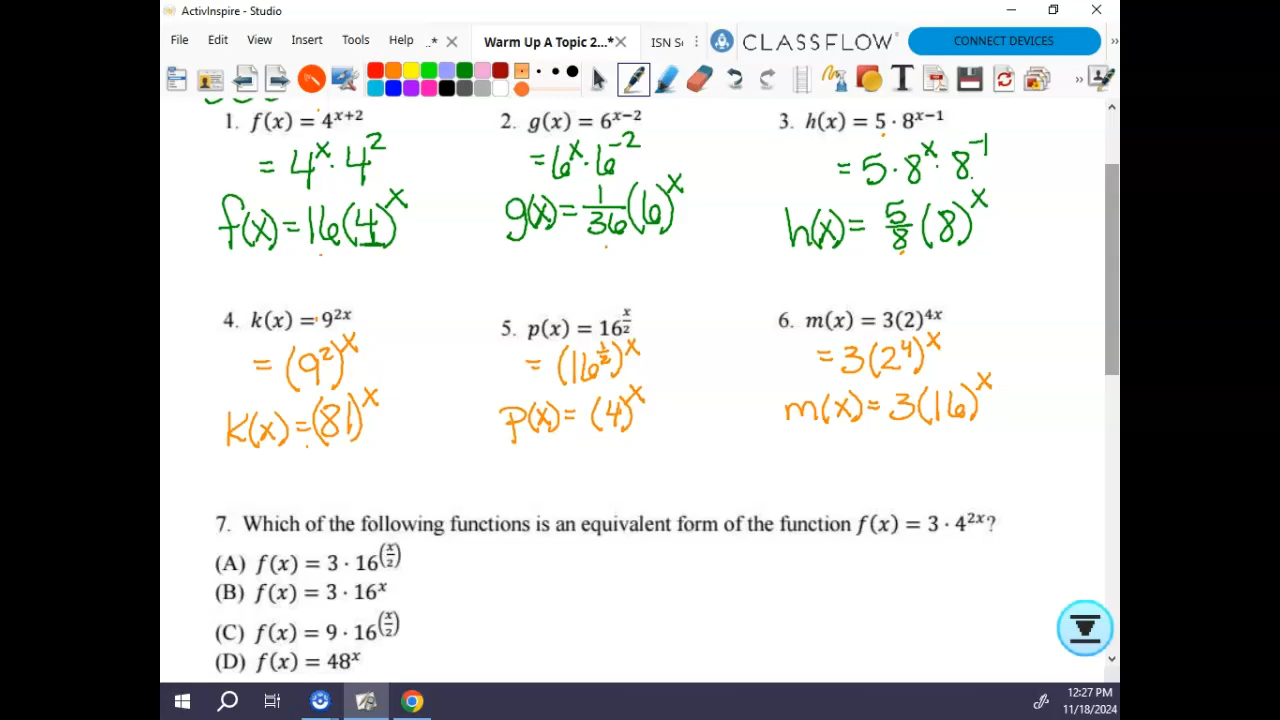 ActivInspire - Studio
File Edit View Insert Tools Help ..* Warm Up A Topic 2...* ISN Sc CLASSFLOW CONNECT DEVICES
1. f(x) = 4^{x+2} 2. g(x) = 6^{x−2} 3. h(x) = 5 · 8^{x−1}
= 4^x · 4^2 = 6^x · 6^{-2} = 5 · 8^x · 8^{-1}
f(x) = 16(4)^x g(x) = 1/36 (6)^x h(x) = 5/8 (8)^x
4. k(x) = 9^{2x} 5. p(x) = 16^{x/2} 6. m(x) = 3(2)^{4x}
= (9^2)^x = (16^{1/2})^x = 3(2^4)^x
K(x) = (81)^x p(x) = (4)^x m(x) = 3(16)^x
7. Which of the following functions is an equivalent form of the function f(x) = 3 · 4^{2x}?
(A) f(x) = 3 · 16^{(x/2)}
(B) f(x) = 3 · 16^x
(C) f(x) = 9 · 16^{(x/2)}
(D) f(x) = 48^x
12:27 PM
11/18/2024